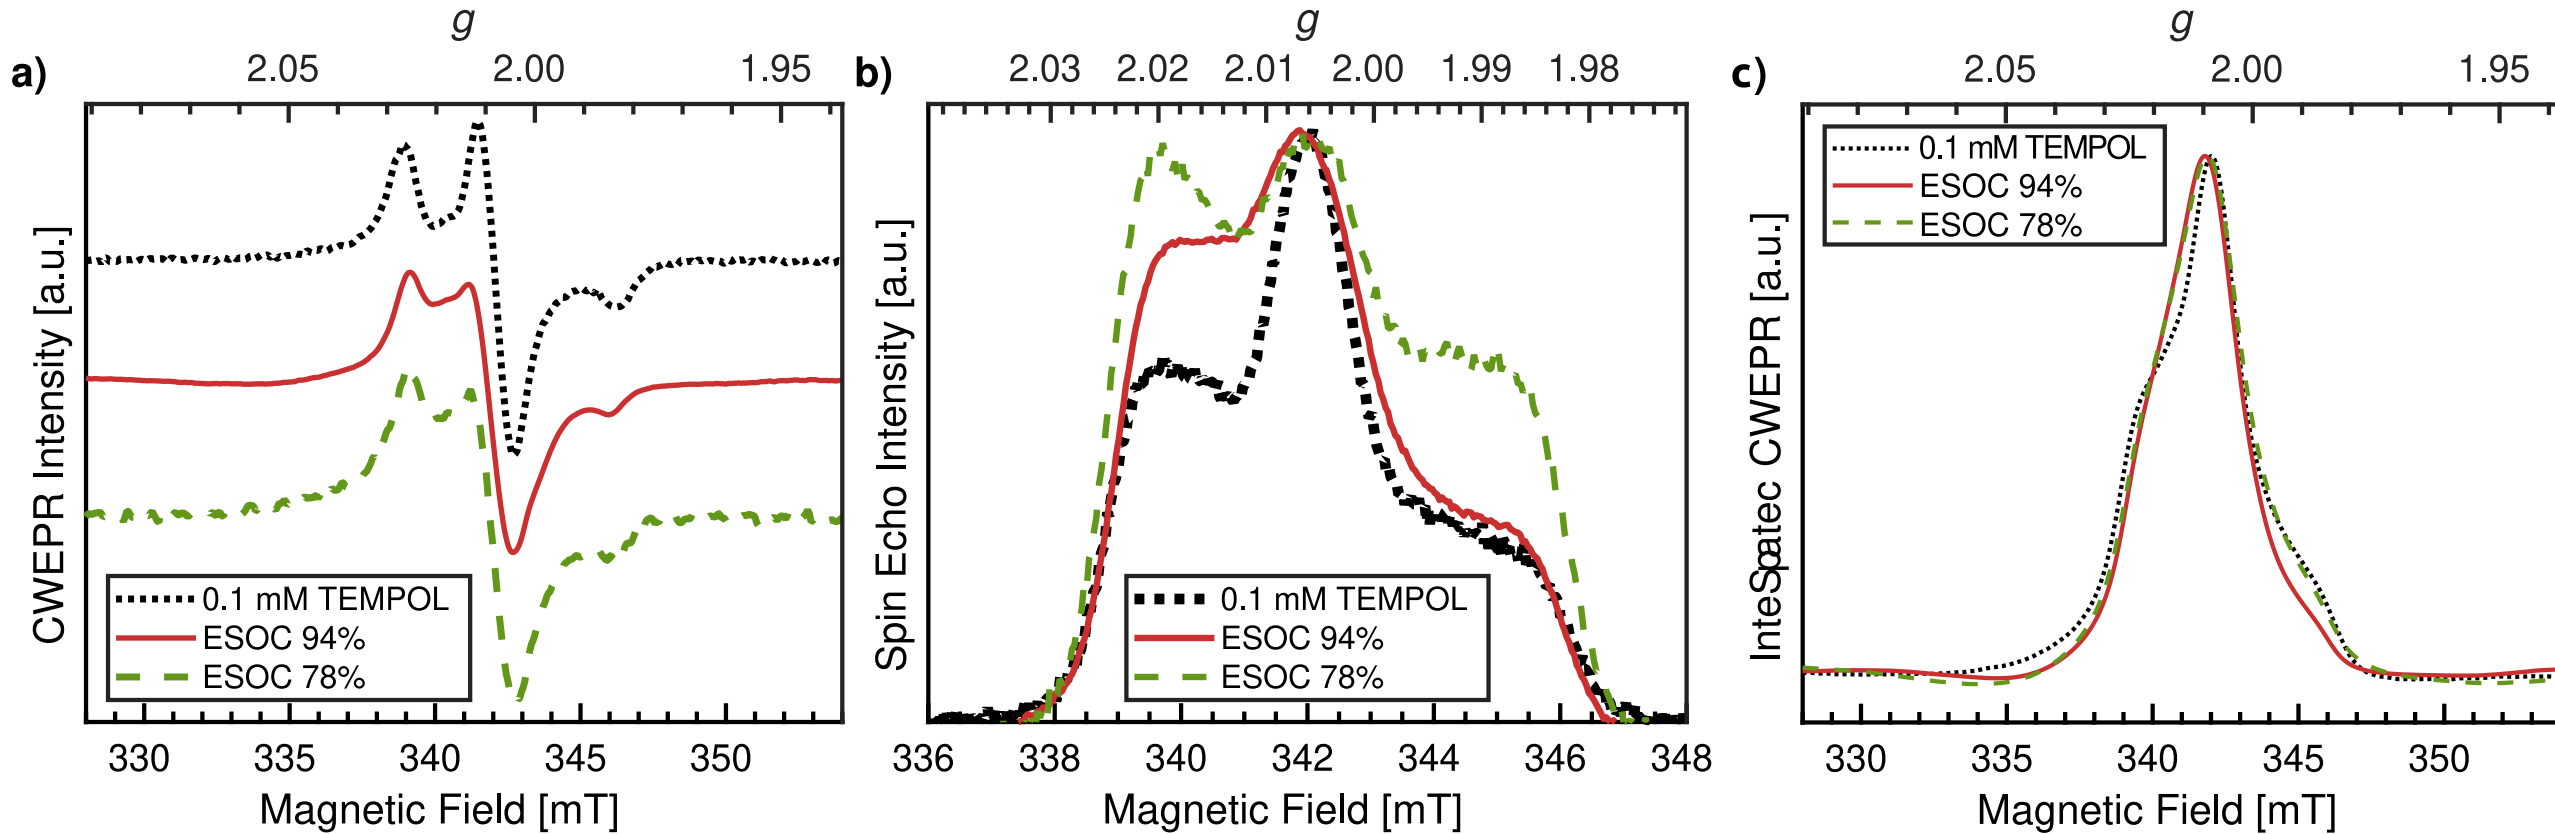 a)
g
2.05 2.00 1.95
CWEPR Intensity [a.u.]
0.1 mM TEMPOL
ESOC 94%
ESOC 78%
330 335 340 345 350
Magnetic Field [mT]
b)
g
2.03 2.02 2.01 2.00 1.99 1.98
Spin Echo Intensity [a.u.]
0.1 mM TEMPOL
ESOC 94%
ESOC 78%
336 338 340 342 344 346 348
Magnetic Field [mT]
c)
g
2.05 2.00 1.95
CWEPR [a.u.]
0.1 mM TEMPOL
ESOC 94%
ESOC 78%
330 335 340 345 350
Magnetic Field [mT]